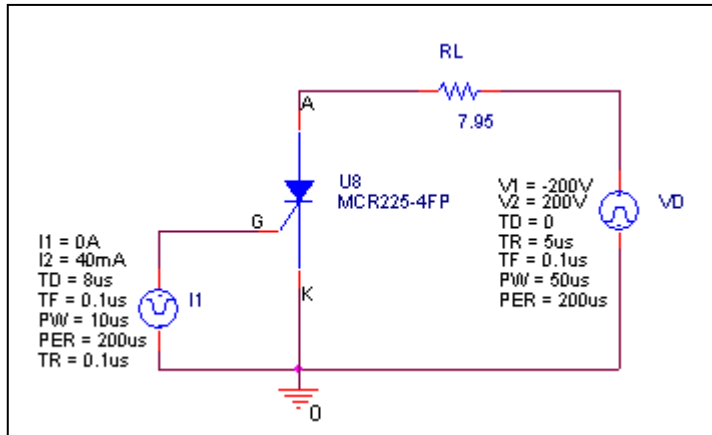 RL
7.95
A
U8
MCR225-4FP
G
K
I1 = 0A
I2 = 40mA
TD = 8us
TF = 0.1us
PW = 10us
PER = 200us
TR = 0.1us
I1
V1 = -200V
V2 = 200V
TD = 0
TR = 5us
TF = 0.1us
PW = 50us
PER = 200us
VD
0